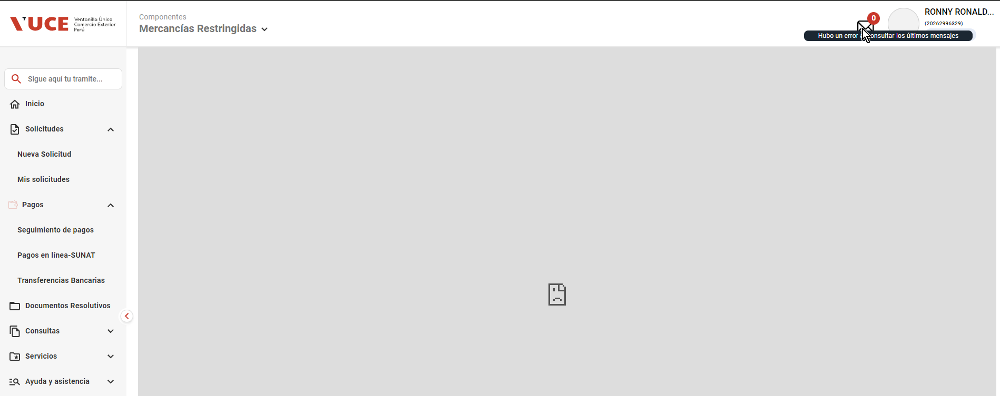 VUCE
Ventanilla Única
Comercio Exterior
Perú
Componentes
Mercancías Restringidas
0
RONNY RONALD...
(20262996329)
Hubo un error a consultar los últimos mensajes
Sigue aquí tu tramite...
Inicio
Solicitudes
Nueva Solicitud
Mis solicitudes
Pagos
Seguimiento de pagos
Pagos en línea-SUNAT
Transferencias Bancarias
Documentos Resolutivos
Consultas
Servicios
Ayuda y asistencia